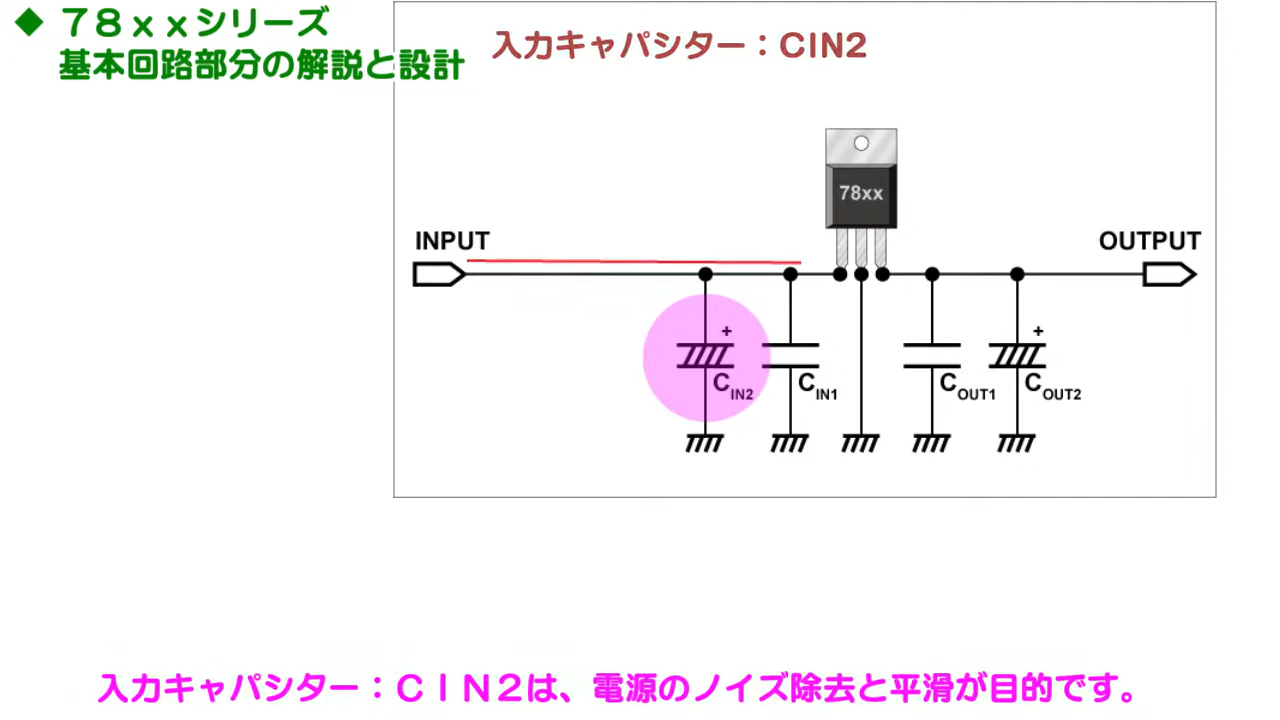 ◆ 78xxシリーズ
基本回路部分の解説と設計
入力キャパシター:CIN2
78xx
INPUT
OUTPUT
+
+
CIN2
CIN1
COUT1
COUT2
入力キャパシター:CIN2は、電源のノイズ除去と平滑が目的です。